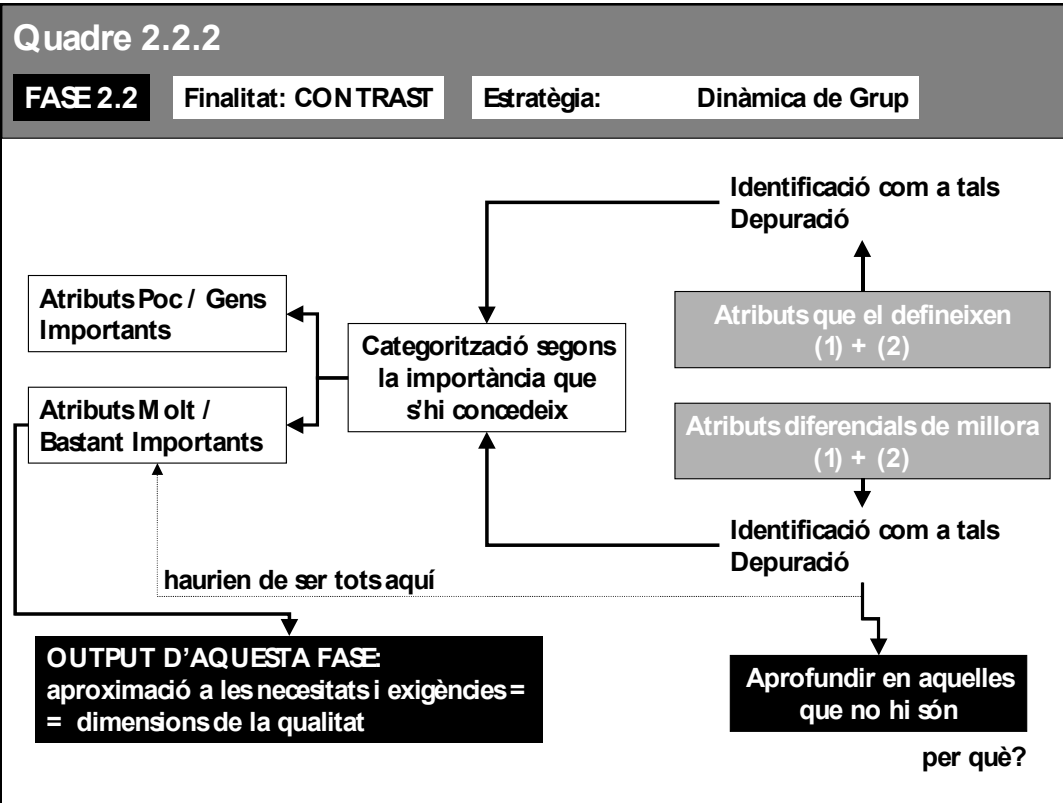 Quadre 2.2.2
FASE 2.2
Finalitat: CONTRAST
Estratègia: Dinàmica de Grup
Identificació com a tals
Depuració
Atributs Poc / Gens
Importants
Atributs que el defineixen
(1) + (2)
Categorització segons
la importància que
s'hi concedeix
Atributs Molt /
Bastant Importants
Atributs diferencials de millora
(1) + (2)
Identificació com a tals
Depuració
haurien de ser tots aquí
OUTPUT D'AQUESTA FASE:
aproximació a les necesitats i exigències =
= dimensions de la qualitat
Aprofundir en aquelles
que no hi són
per què?